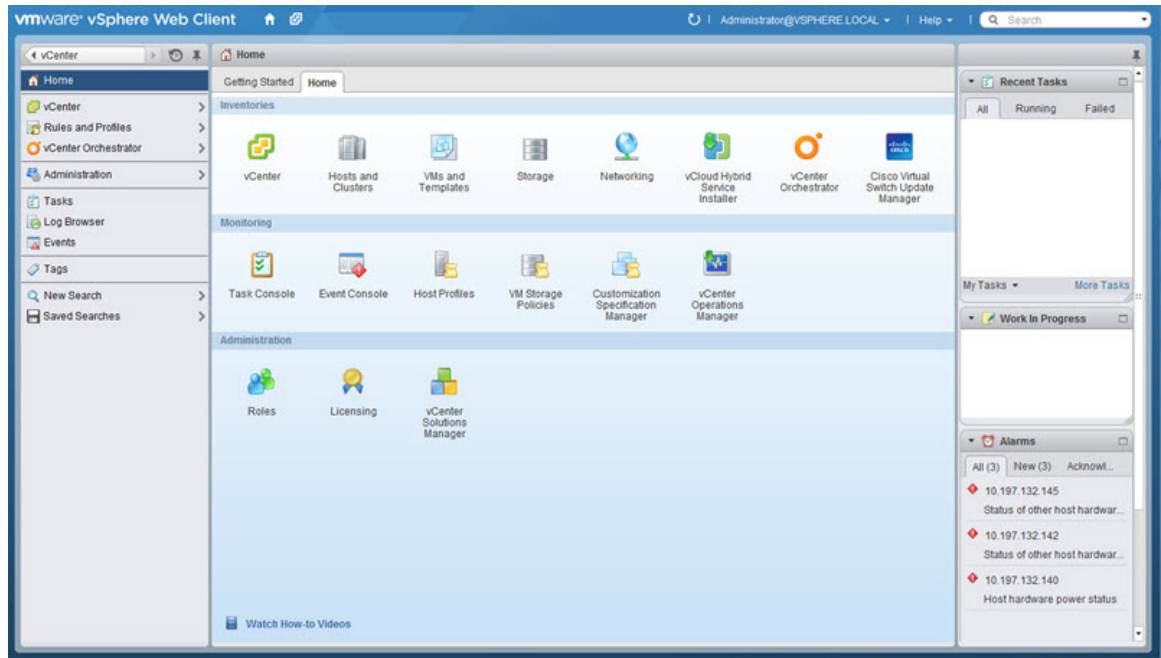 vmware® vSphere Web Client
Administrator@VSPHERE.LOCAL
Help
Search
vCenter
Home
vCenter
Rules and Profiles
vCenter Orchestrator
Administration
Tasks
Log Browser
Events
Tags
New Search
Saved Searches
Home
Getting Started Home
Inventories
vCenter
Hosts and
Clusters
VMs and
Templates
Storage
Networking
vCloud Hybrid
Service
Installer
vCenter
Orchestrator
CISCO
Cisco Virtual
Switch Update
Manager
Monitoring
Task Console
Event Console
Host Profiles
VM Storage
Policies
Customization
Specification
Manager
vCenter
Operations
Manager
Administration
Roles
Licensing
vCenter
Solutions
Manager
Watch How-to Videos
Recent Tasks
All Running Failed
My Tasks More Tasks
Work In Progress
Alarms
All (3) New (3) Acknowl...
10.197.132.145
Status of other host hardwar...
10.197.132.142
Status of other host hardwar...
10.197.132.140
Host hardware power status